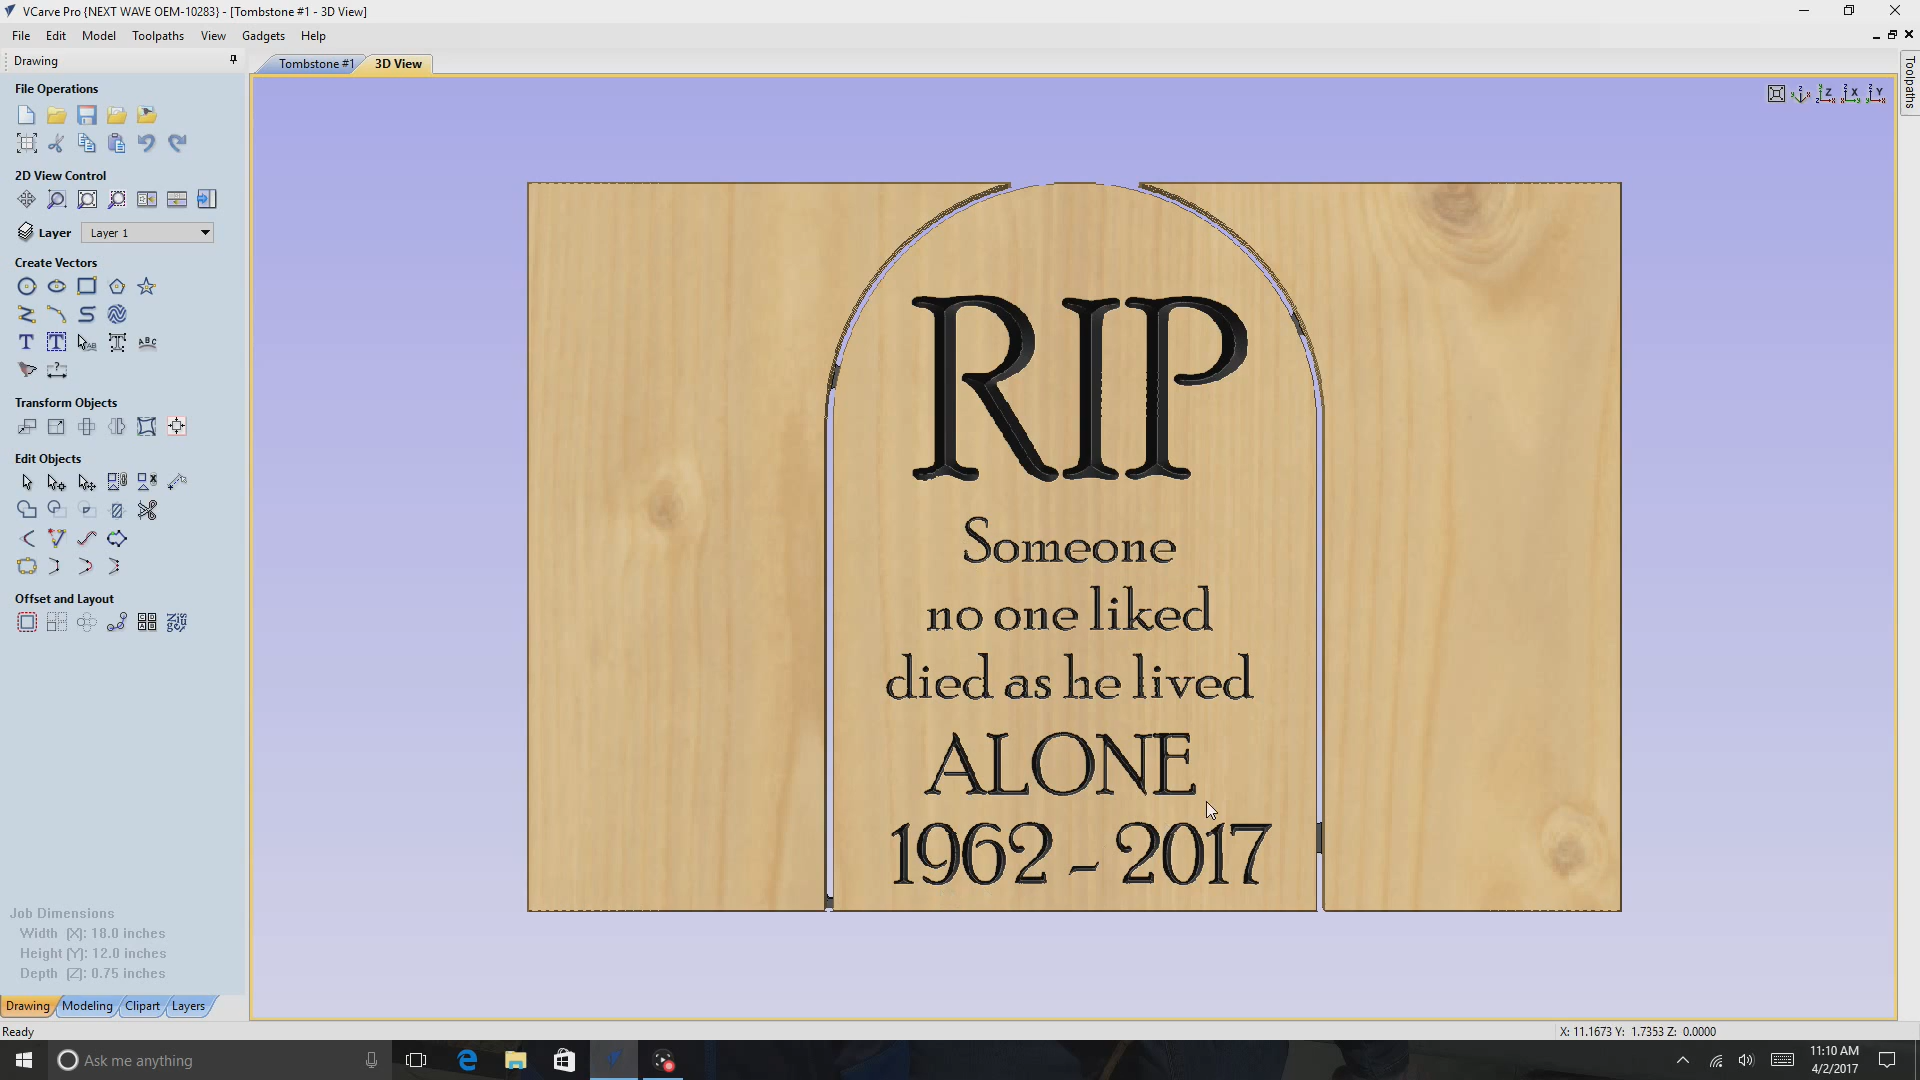 VCarve Pro {NEXT WAVE OEM-10283} - [Tombstone #1 - 3D View]
File Edit Model Toolpaths View Gadgets Help
Drawing
Tombstone #1 3D View
Toolpaths
File Operations
2D View Control
Layer Layer 1
Create Vectors
Transform Objects
Edit Objects
Offset and Layout
RIP
Someone
no one liked
died as he lived
ALONE
1962 - 2017
Job Dimensions
Width (X): 18.0 inches
Height (Y): 12.0 inches
Depth (Z): 0.75 inches
Drawing Modeling Clipart Layers
Ready
X: 11.1673 Y: 1.7353 Z: 0.0000
Ask me anything
11:10 AM
4/2/2017